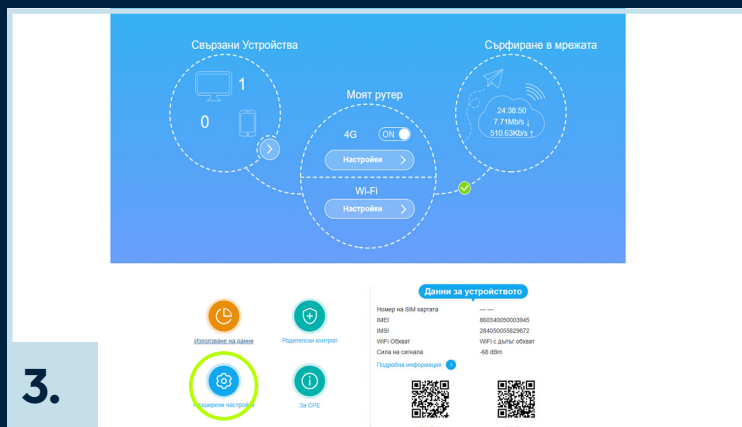 Свързани Устройства
1
0
Моят рутер
4G
ON
Настройки
Wi-Fi
Настройки
Сърфиране в мрежата
24:38:50
7.71Mb/s ↓
510.63Kb/s ↑
Използване на данни
Родителски контрол
Разширени настройки
За CPE
Данни за устройството
Номер на SIM картата — —
IMEI 860340050003945
IMSI 284050055829872
WiFi Обхват WiFi с дълъг обхват
Сила на сигнала -68 dBm
Подробна информация
3.